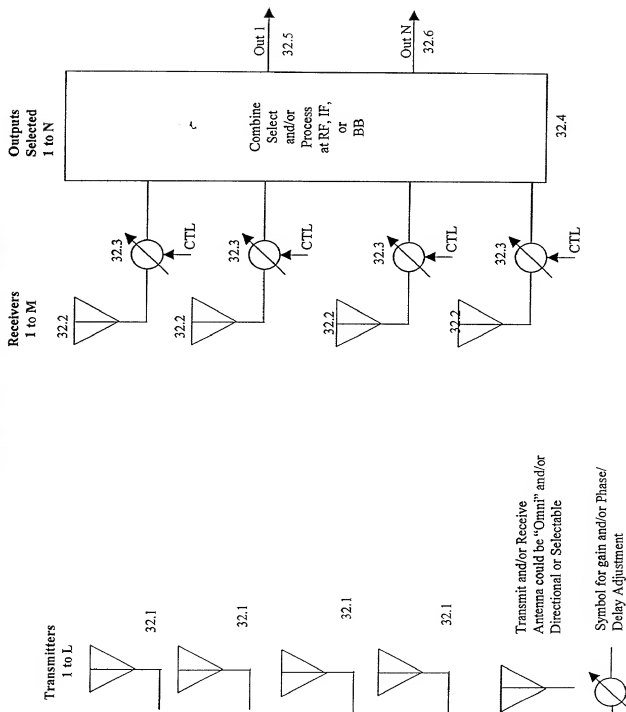 Transmitters
1 to L
32.1
32.1
32.1
32.1
Receivers
1 to M
32.2
32.2
32.2
32.2
32.3
CTL
32.3
CTL
32.3
CTL
32.3
CTL
Outputs
Selected
1 to N
Combine
Select
and/or
Process
at RF, IF,
or
BB
32.4
Out 1
32.5
Out N
32.6
Transmit and/or Receive
Antenna could be “Omni” and/or
Directional or Selectable
Symbol for gain and/or Phase/
Delay Adjustment